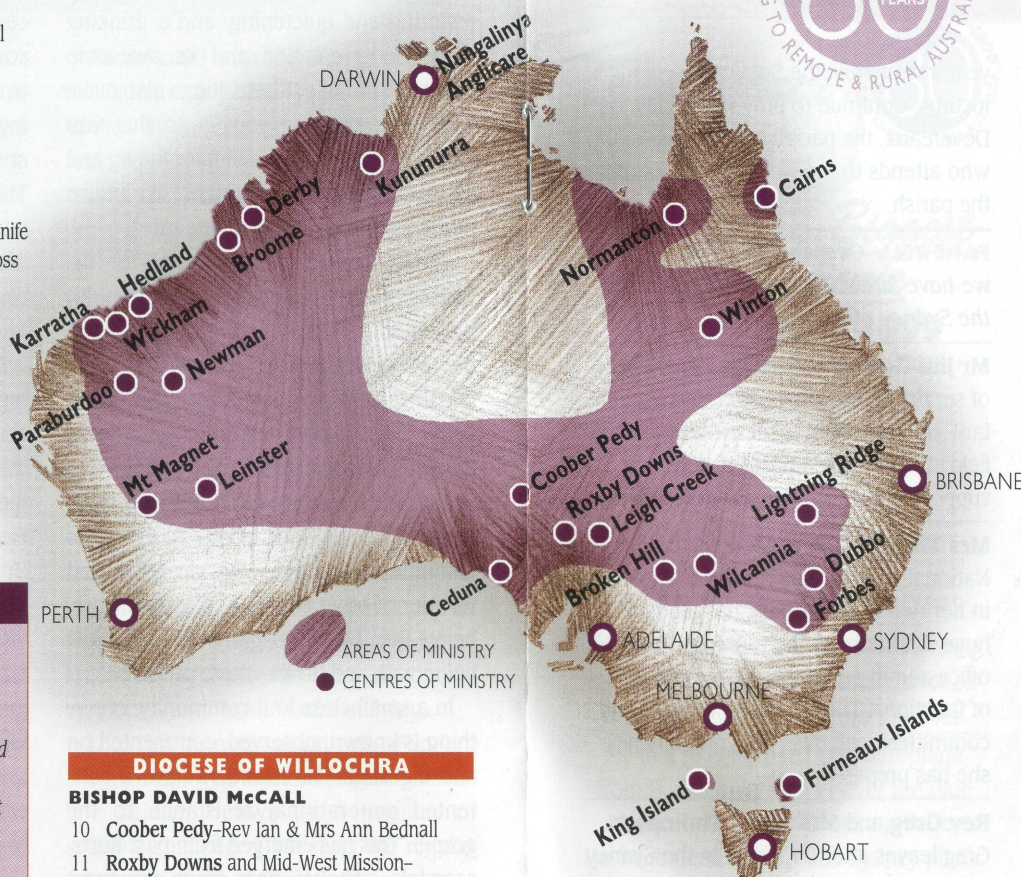 YEARS
G TO REMOTE & RURAL AUSTRA
DARWIN
Nungalinya
Anglicare
Kununurra
Derby
Broome
Cairns
Normanton
Winton
Hedland
Karratha
Wickham
Newman
Paraburdoo
Mt Magnet
Leinster
Coober Pedy
Roxby Downs
Leigh Creek
Lightning Ridge
BRISBANE
Broken Hill
Wilcannia
Dubbo
Forbes
Ceduna
PERTH
ADELAIDE
SYDNEY
AREAS OF MINISTRY
CENTRES OF MINISTRY
MELBOURNE
Furneaux Islands
King Island
HOBART
DIOCESE OF WILLOCHRA
BISHOP DAVID McCALL
10 Coober Pedy–Rev Ian & Mrs Ann Bednall
11 Roxby Downs and Mid-West Mission–